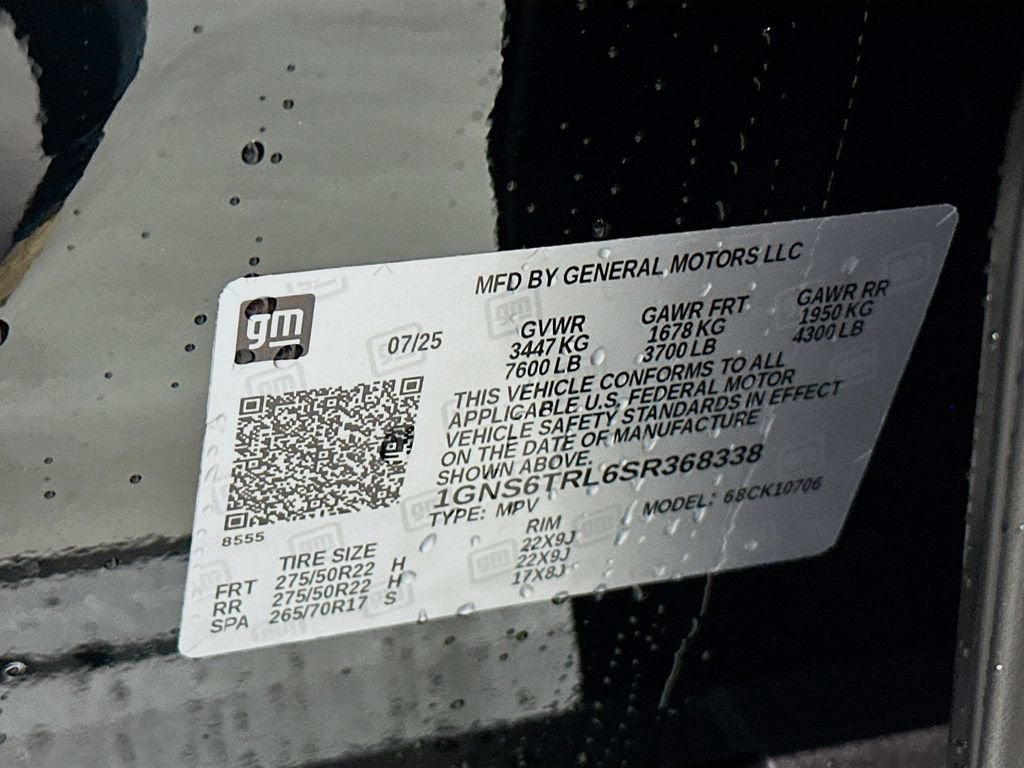 MFD BY GENERAL MOTORS LLC
gm
07/25
GVWR GAWR FRT GAWR RR
3447 KG 1678 KG 1950 KG
7600 LB 3700 LB 4300 LB
THIS VEHICLE CONFORMS TO ALL
APPLICABLE U.S. FEDERAL MOTOR
VEHICLE SAFETY STANDARDS IN EFFECT
ON THE DATE OF MANUFACTURE
SHOWN ABOVE.
1GNS6TRL6SR368338
TYPE: MPV MODEL: 6BCK10706
8555
TIRE SIZE RIM
FRT 275/50R22 H 22X9J
RR 275/50R22 H 22X9J
SPA 265/70R17 S 17X8J